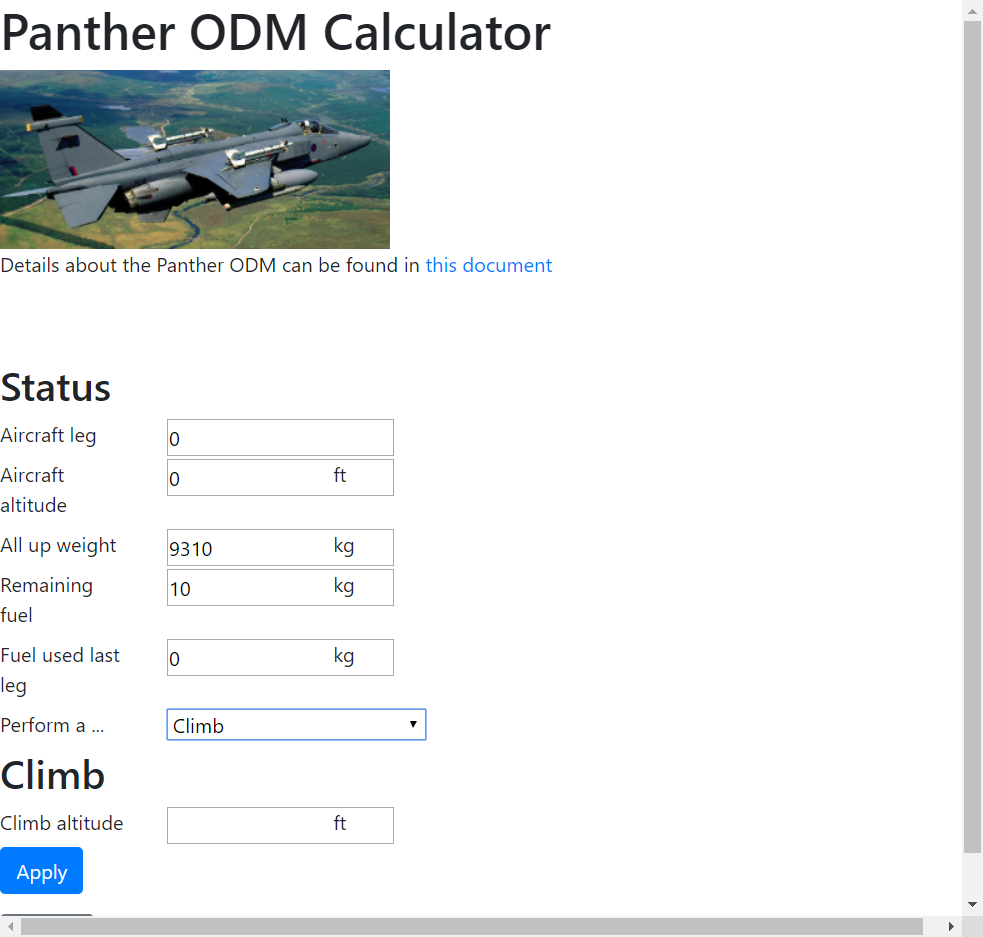 Panther ODM Calculator
Details about the Panther ODM can be found in this document
Status
Aircraft leg 0
Aircraft 0 ft
altitude
All up weight 9310 kg
Remaining 10 kg
fuel
Fuel used last 0 kg
leg
Perform a ... Climb
Climb
Climb altitude ft
Apply